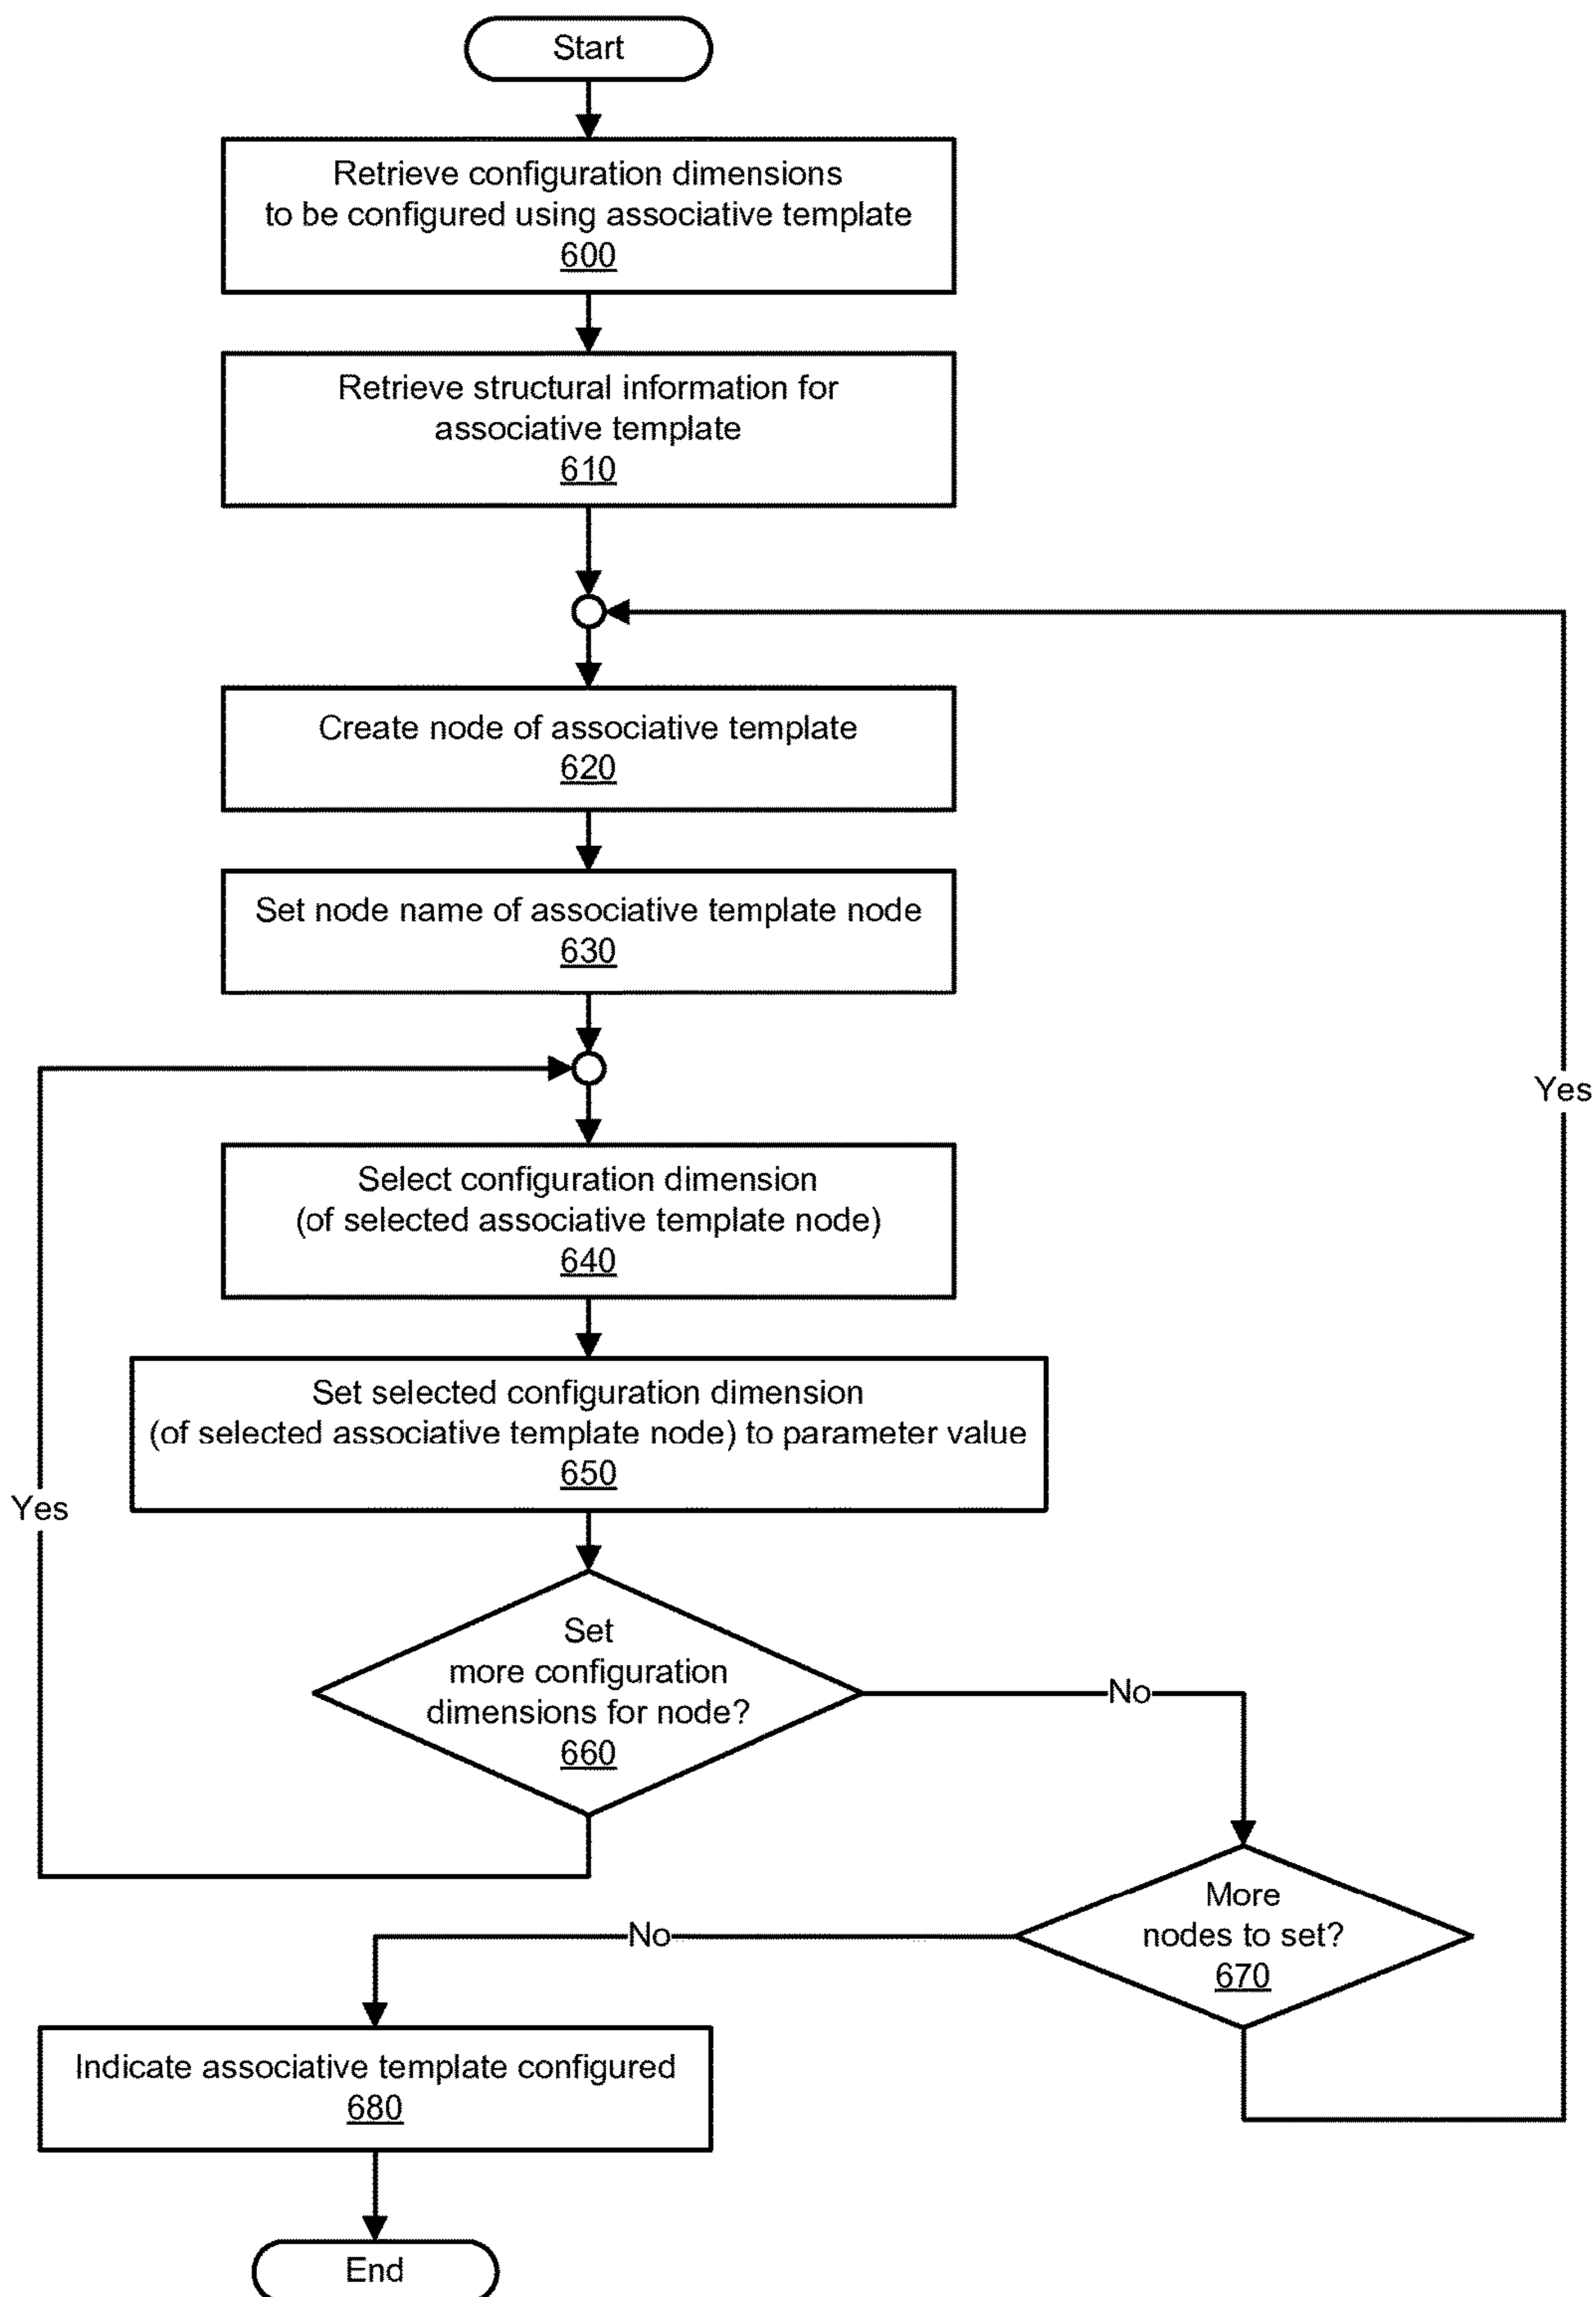 Start
Retrieve configuration dimensions
to be configured using associative template
600
Retrieve structural information for
associative template
610
Create node of associative template
620
Set node name of associative template node
630
Yes
Select configuration dimension
(of selected associative template node)
640
Set selected configuration dimension
(of selected associative template node) to parameter value
650
Yes
Set
more configuration
dimensions for node?
660
No
More
nodes to set?
670
No
Indicate associative template configured
680
End